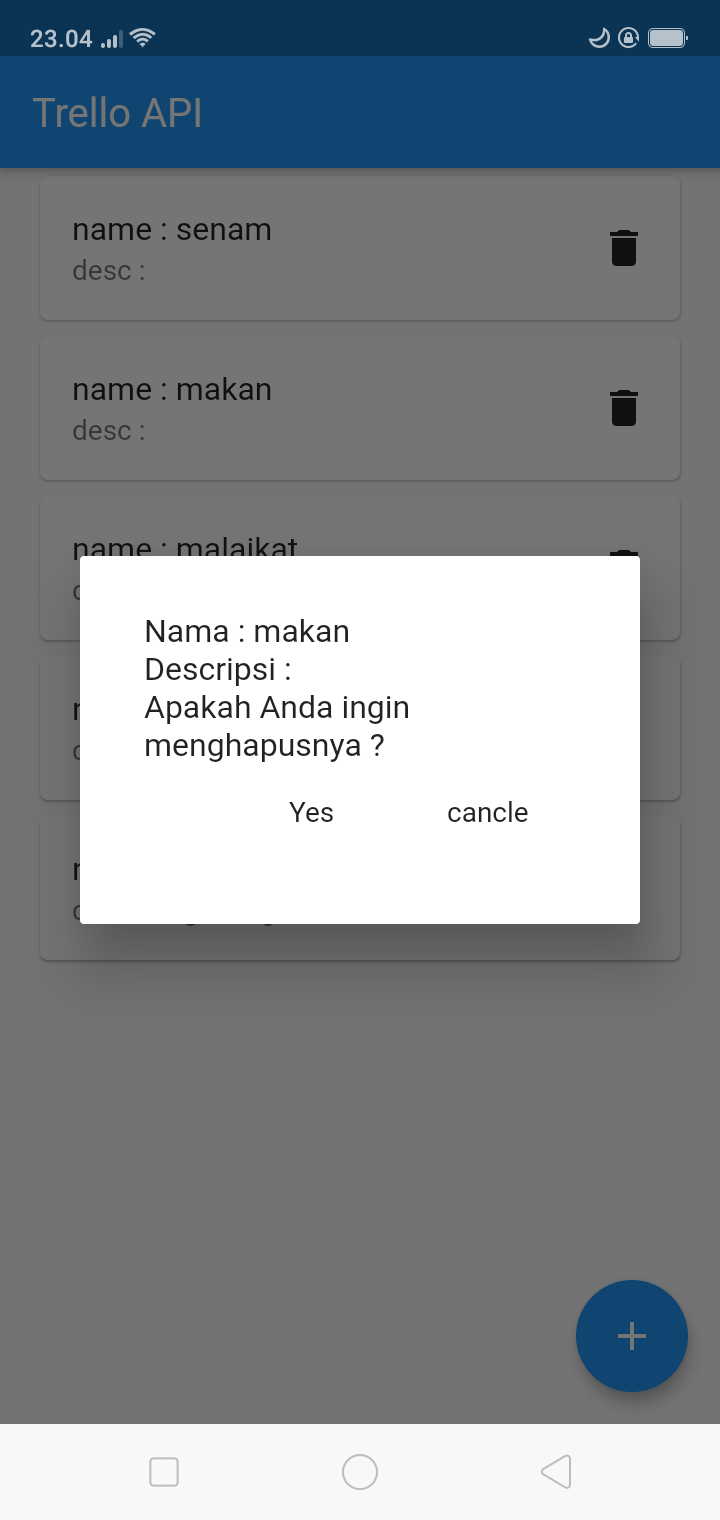 23.04
Trello API
name : senam
desc :
name : makan
desc :
name : malaikat
Nama : makan
Descripsi :
Apakah Anda ingin
menghapusnya ?
Yes
cancle